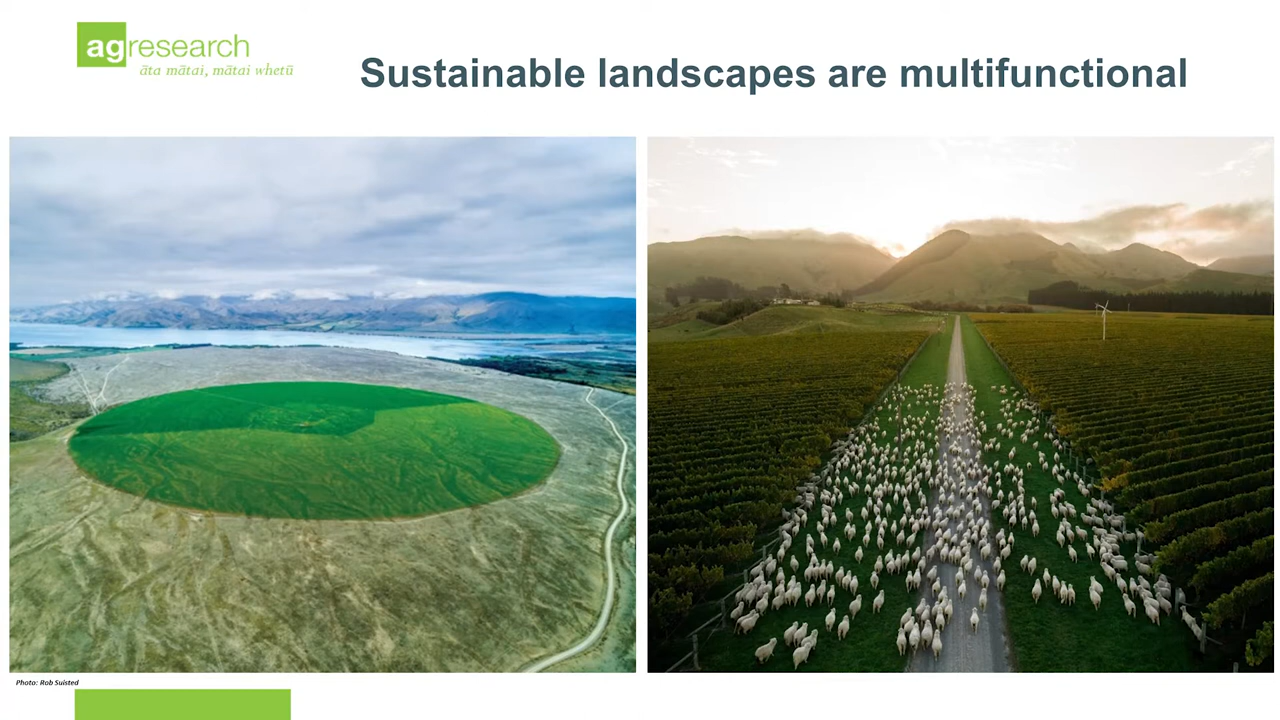 agresearch
āta mātai, mātai whetū
Sustainable landscapes are multifunctional
Photo: Rob Suisted